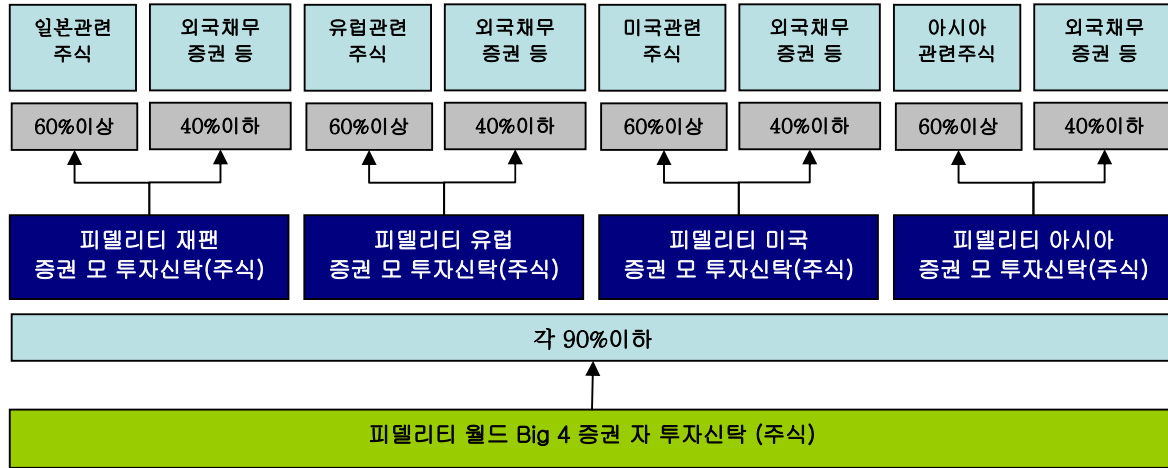 일본관련
주식
외국채무
증권 등
유럽관련
주식
외국채무
증권 등
미국관련
주식
외국채무
증권 등
아시아
관련주식
외국채무
증권 등
60%이상
40%이하
60%이상
40%이하
60%이상
40%이하
60%이상
40%이하
피델리티 재팬
증권 모 투자신탁(주식)
피델리티 유럽
증권 모 투자신탁(주식)
피델리티 미국
증권 모 투자신탁(주식)
피델리티 아시아
증권 모 투자신탁(주식)
각 90%이하
피델리티 월드 Big 4 증권 자 투자신탁 (주식)